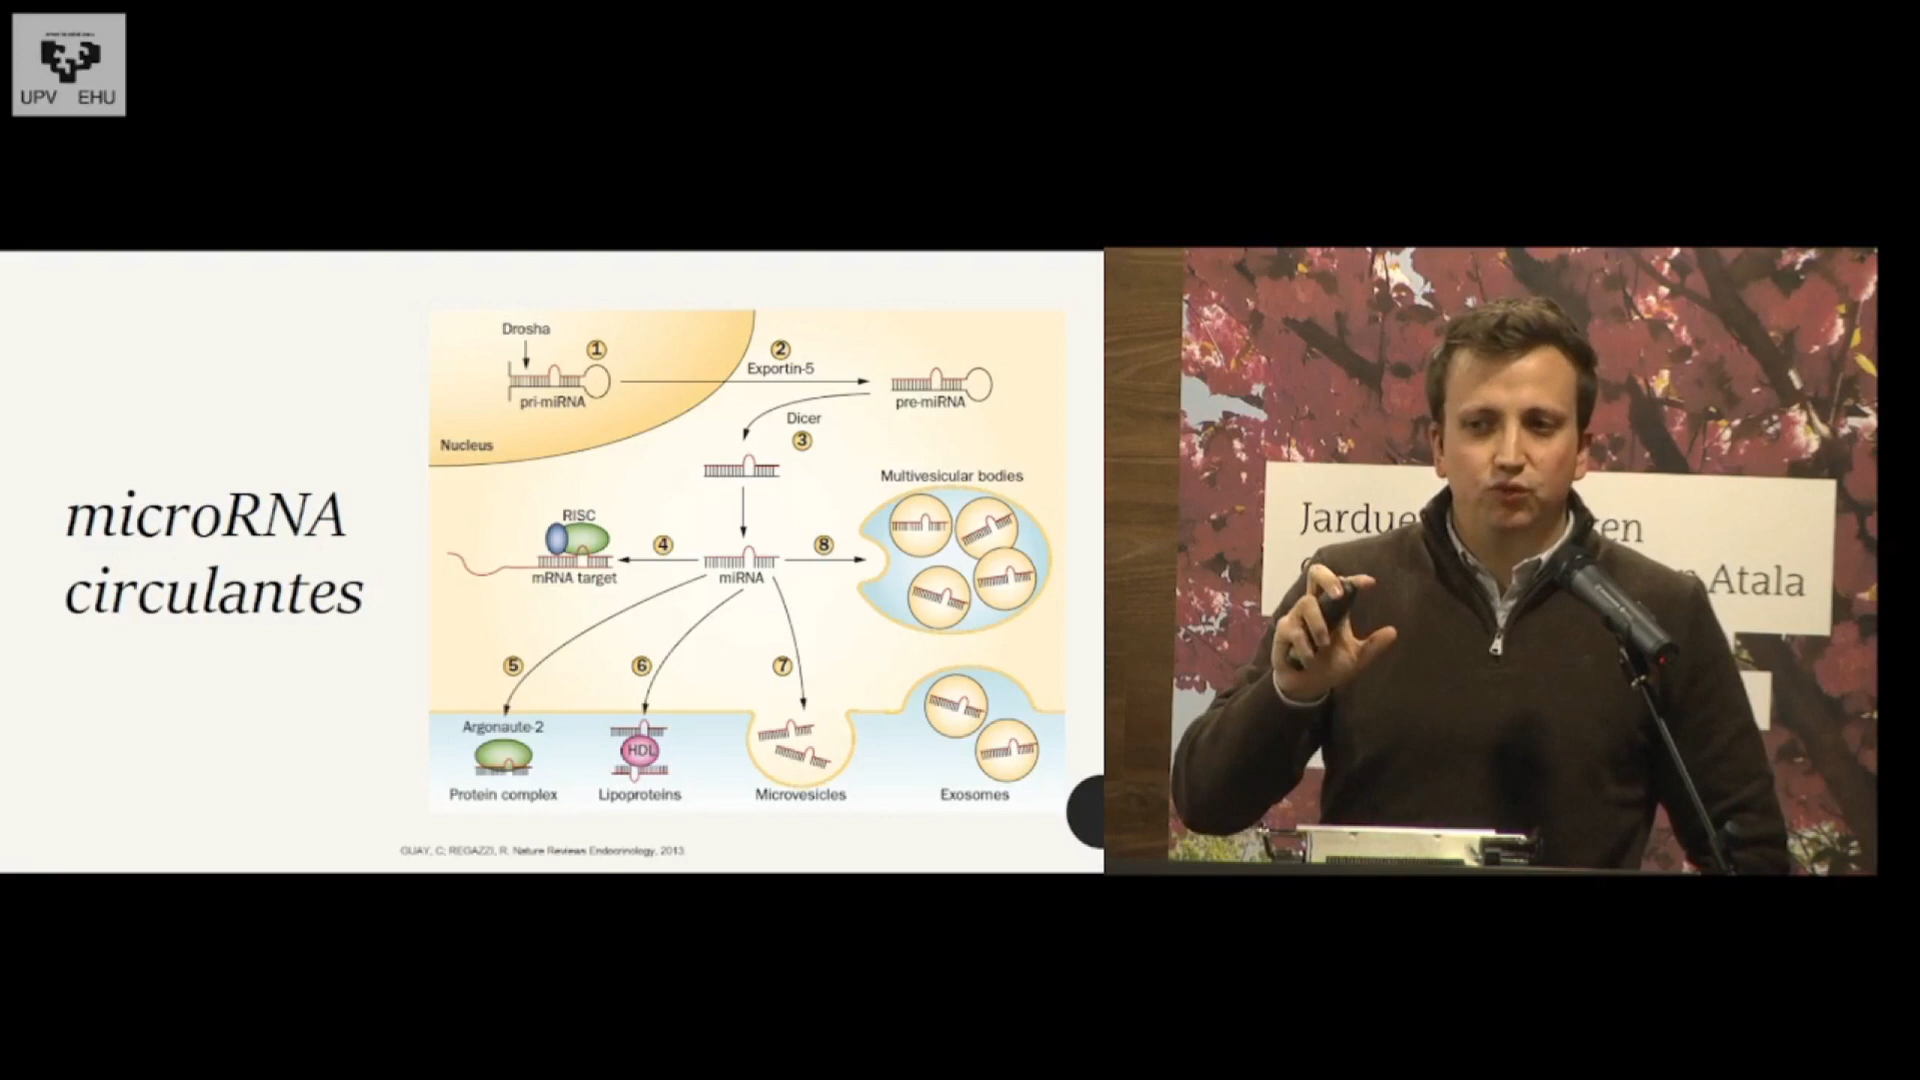 UPV EHU
microRNA
circulantes
Drosha
1
pri-miRNA
2
Exportin-5
pre-miRNA
Dicer
3
Nucleus
Multivesicular bodies
RISC
4
mRNA target
miRNA
8
5
6
7
Argonaute-2
HDL
Protein complex
Lipoproteins
Microvesicles
Exosomes
GUAY, C; REGAZZI, R. Nature Reviews Endocrinology, 2013.
Atala